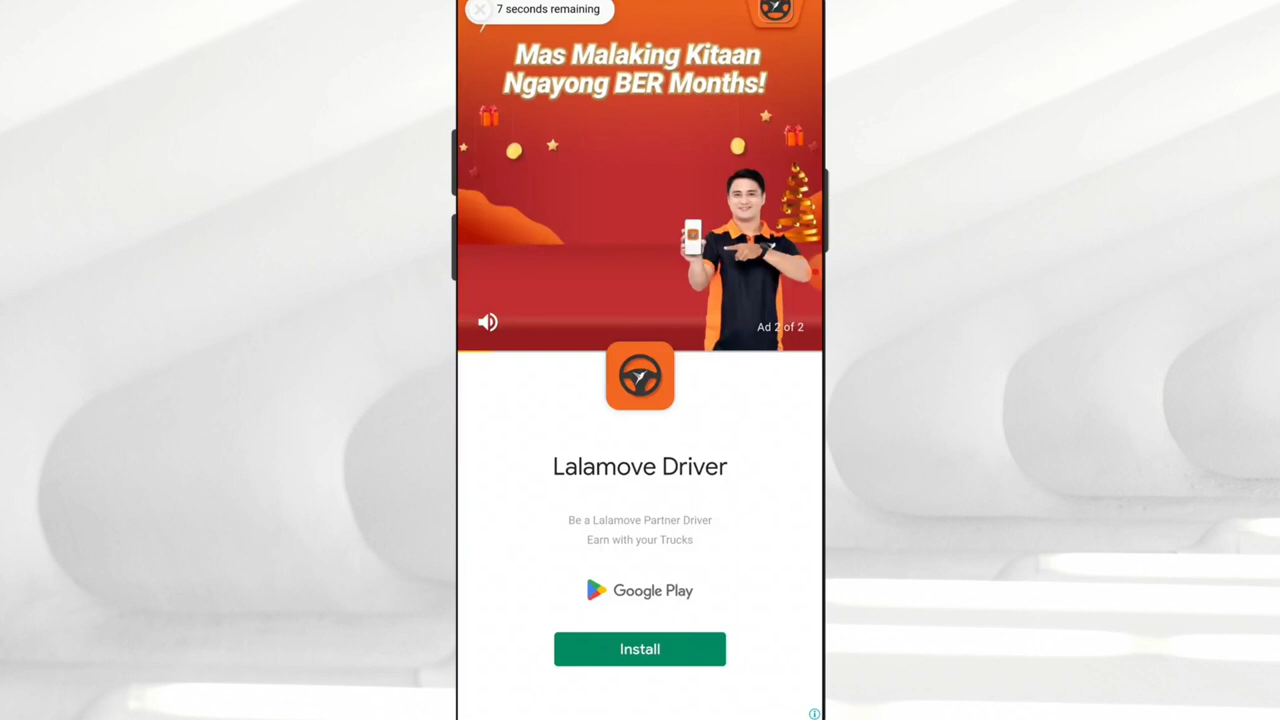 7 seconds remaining
Mas Malaking Kitaan
Ngayong BER Months!
Ad 2 of 2
Lalamove Driver
Be a Lalamove Partner Driver
Earn with your Trucks
Google Play
Install